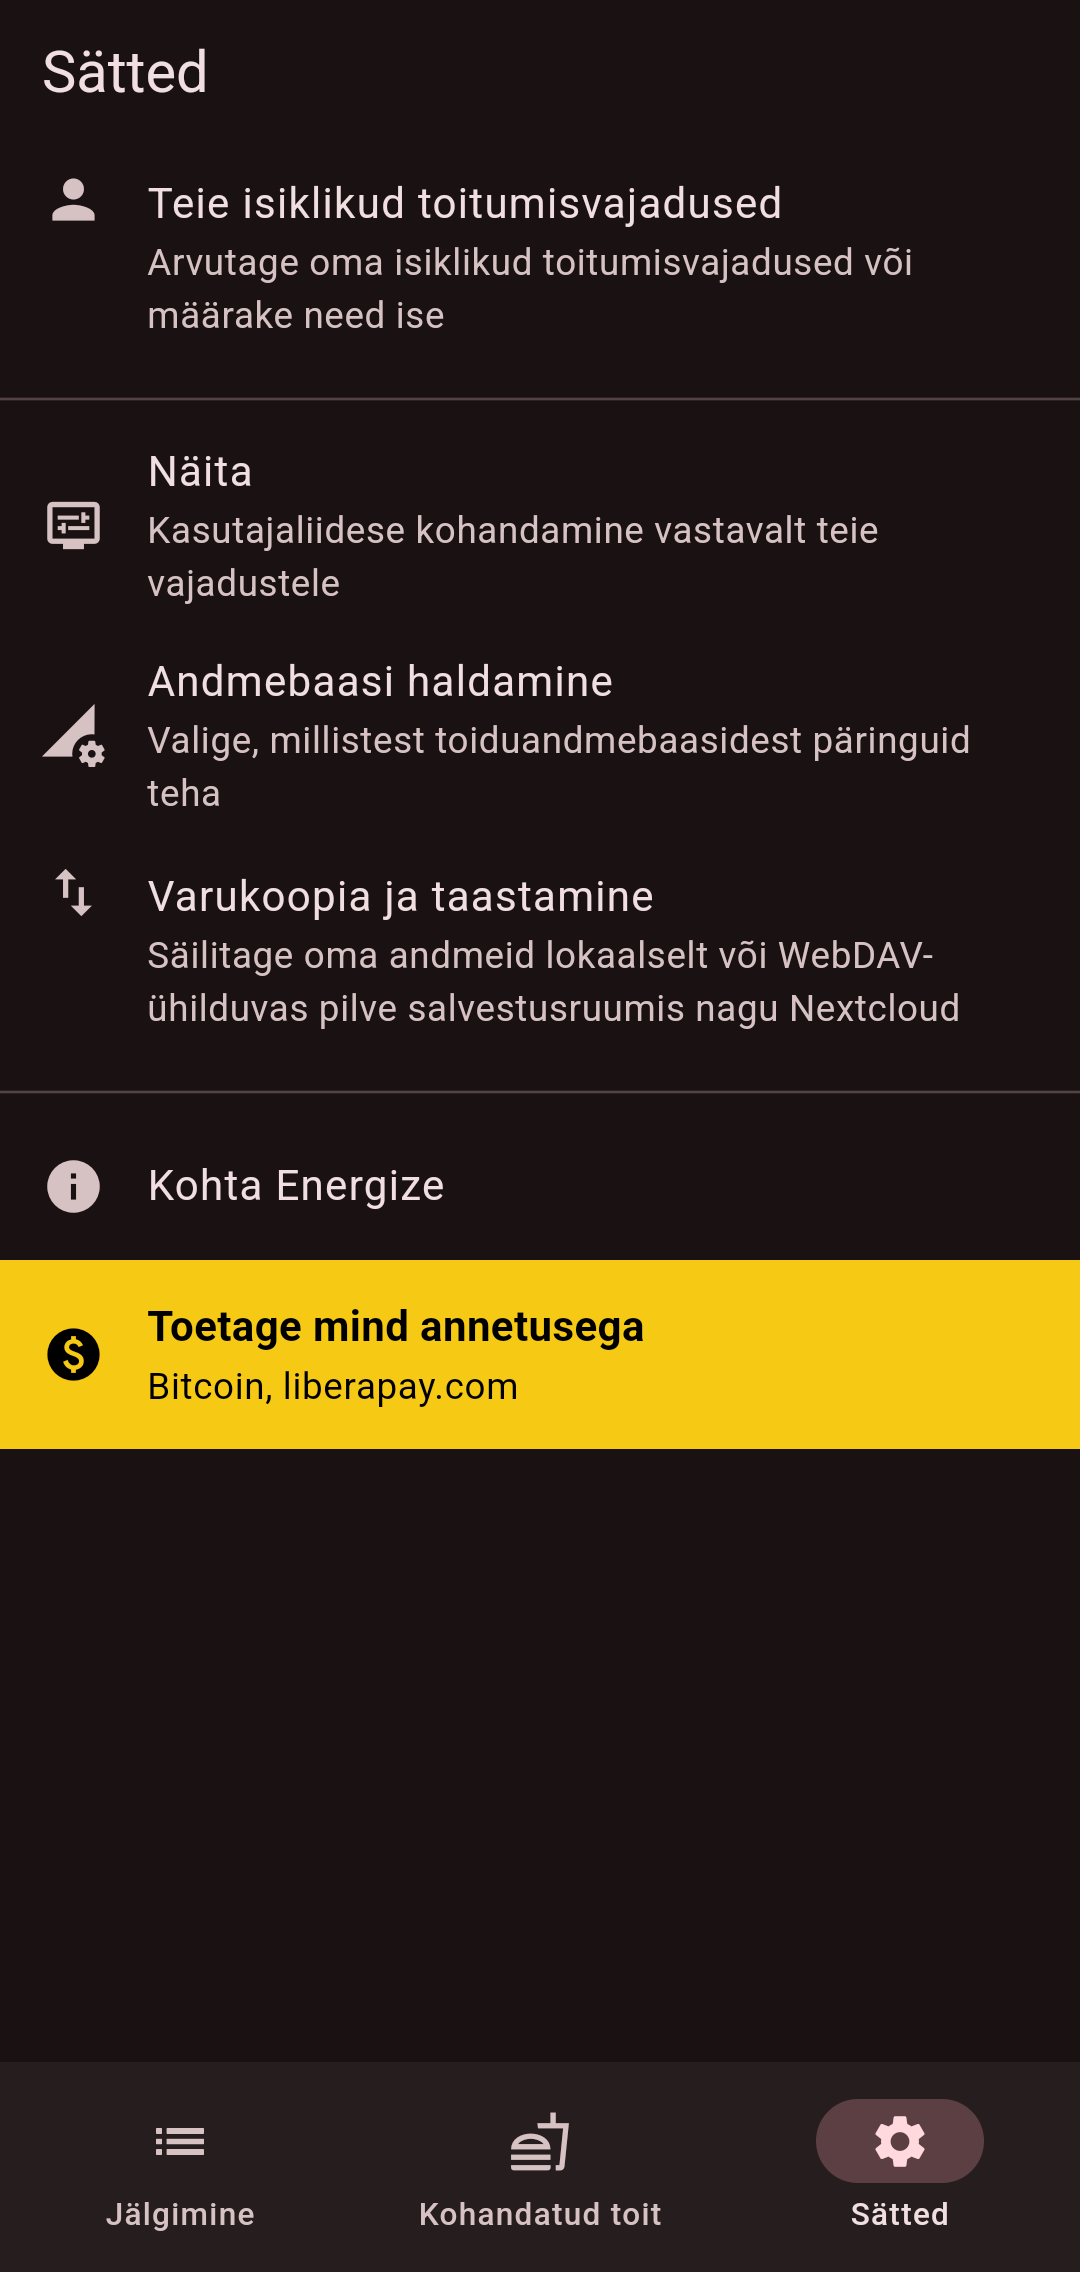 Sätted
Teie isiklikud toitumisvajadused
Arvutage oma isiklikud toitumisvajadused või
määrake need ise
Näita
Kasutajaliidese kohandamine vastavalt teie
vajadustele
Andmebaasi haldamine
Valige, millistest toiduandmebaasidest päringuid
teha
Varukoopia ja taastamine
Säilitage oma andmeid lokaalselt või WebDAV-
ühilduvas pilve salvestusruumis nagu Nextcloud
Kohta Energize
Toetage mind annetusega
Bitcoin, liberapay.com
Jälgimine
Kohandatud toit
Sätted